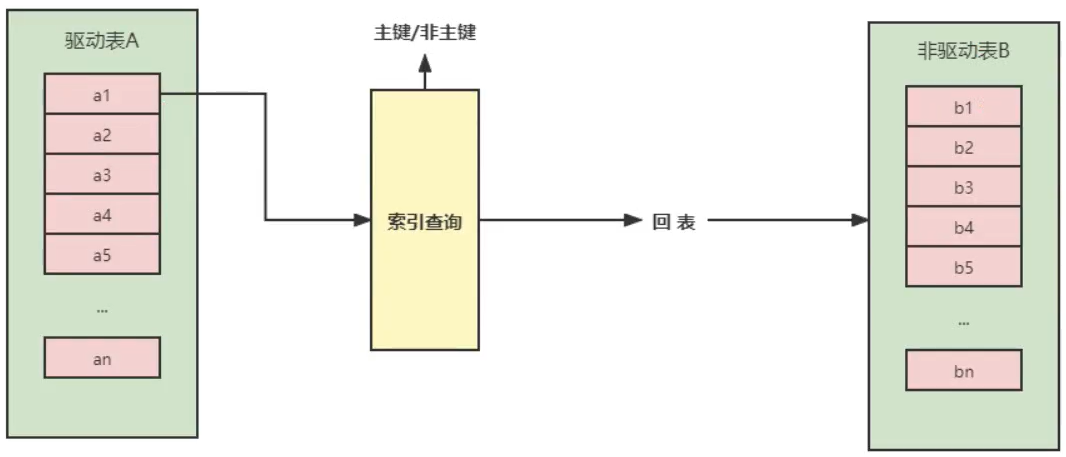 驱动表A
a1
a2
a3
a4
a5
...
an
主键/非主键
索引查询
回 表
非驱动表B
b1
b2
b3
b4
b5
...
bn